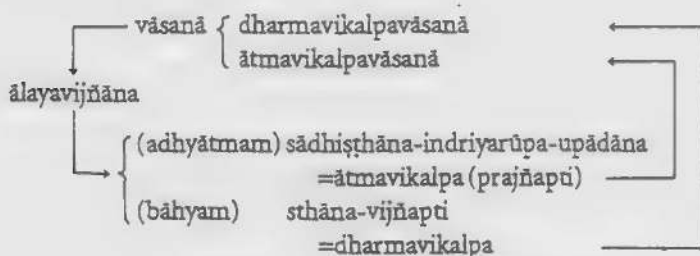 vāsanā { dharmavikalpavāsanā
ātmavikalpavāsanā
ālayavijñāna
(adhyātmam) sādhiṣṭhāna-indriyarūpa-upādāna
=ātmavikalpa (prajñapti)
(bāhyam) sthāna-vijñapti
=dharmavikalpa